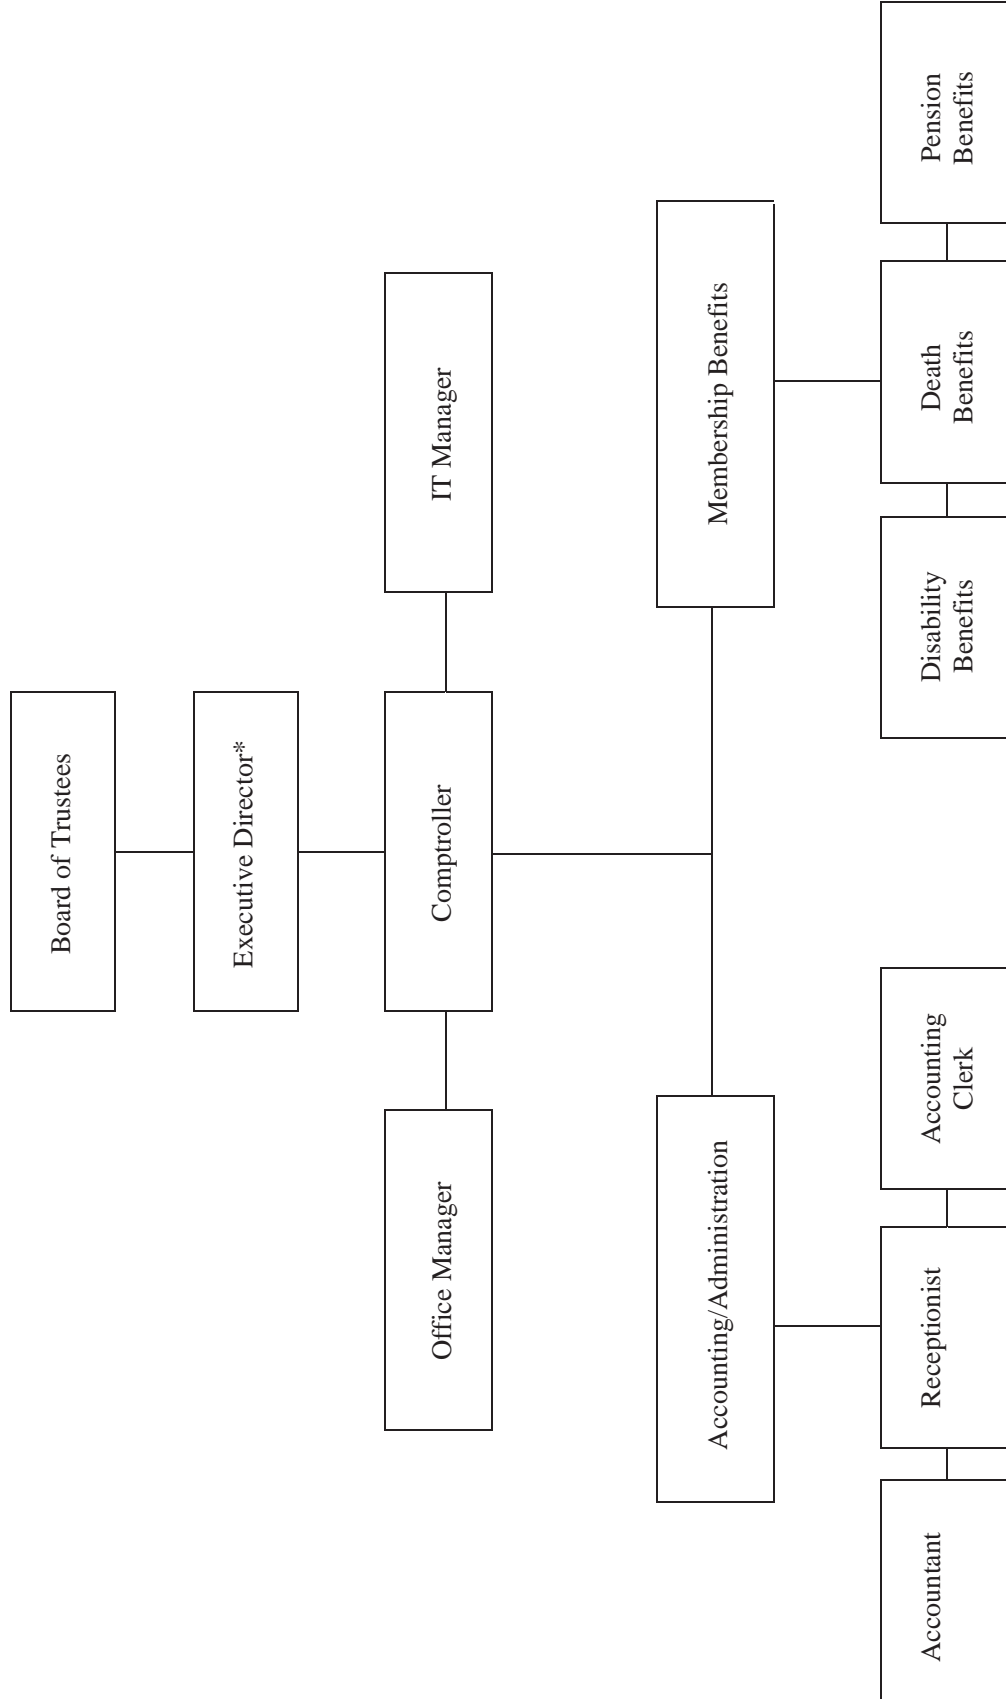 Board of Trustees
Executive Director*
Office Manager
Comptroller
IT Manager
Accounting/Administration
Membership Benefits
Accountant
Receptionist
Accounting
Clerk
Disability
Benefits
Death
Benefits
Pension
Benefits